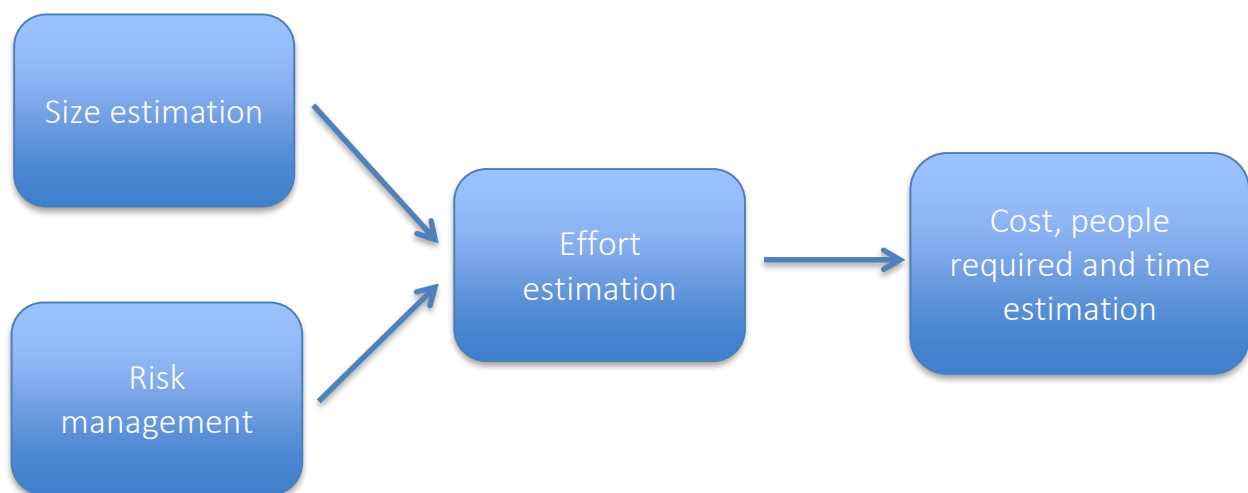 Size estimation
Risk
management
Effort
estimation
Cost, people
required and time
estimation